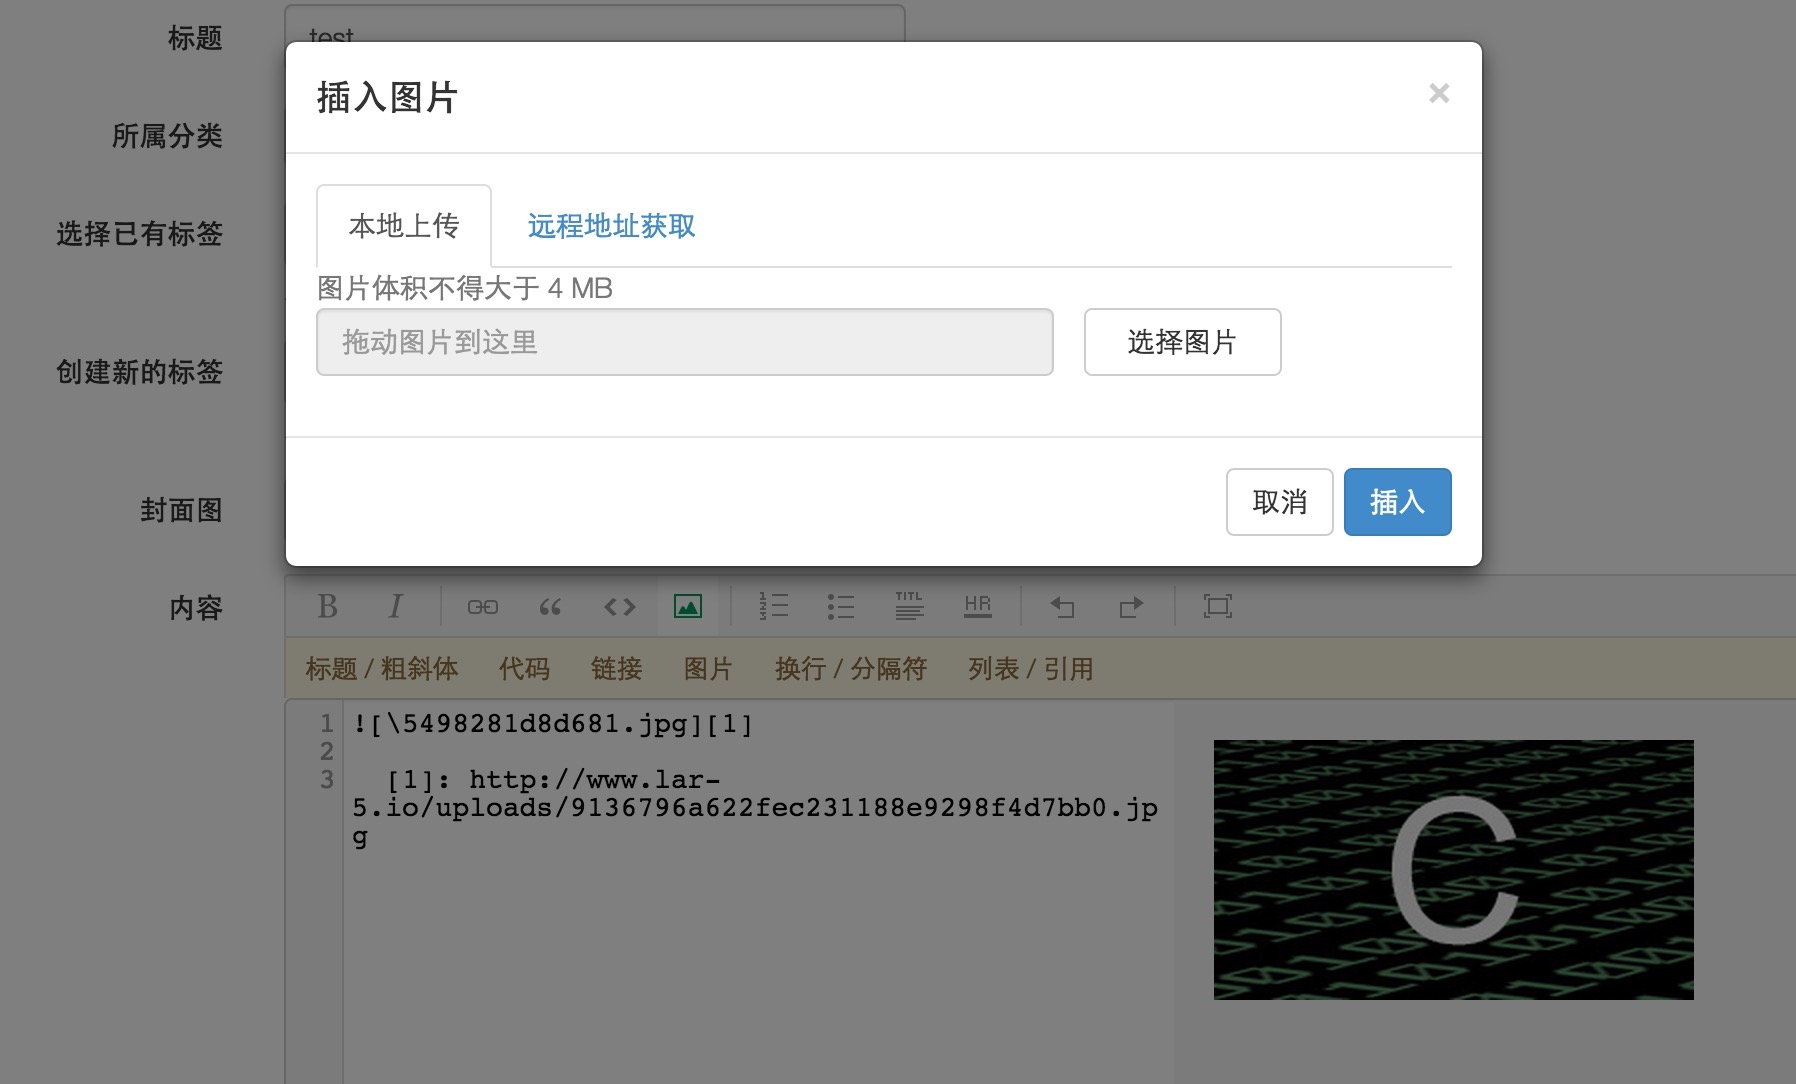 标题
test
插入图片
×
所属分类
本地上传
远程地址获取
选择已有标签
图片体积不得大于 4 MB
拖动图片到这里
选择图片
创建新的标签
取消
插入
封面图
内容
B I “ <> TITL HR
标题 / 粗斜体 代码 链接 图片 换行 / 分隔符 列表 / 引用
1 ![\5498281d8d681.jpg][1]
2
3 [1]: http://www.lar-
5.io/uploads/9136796a622fec231188e9298f4d7bb0.jp
g
C